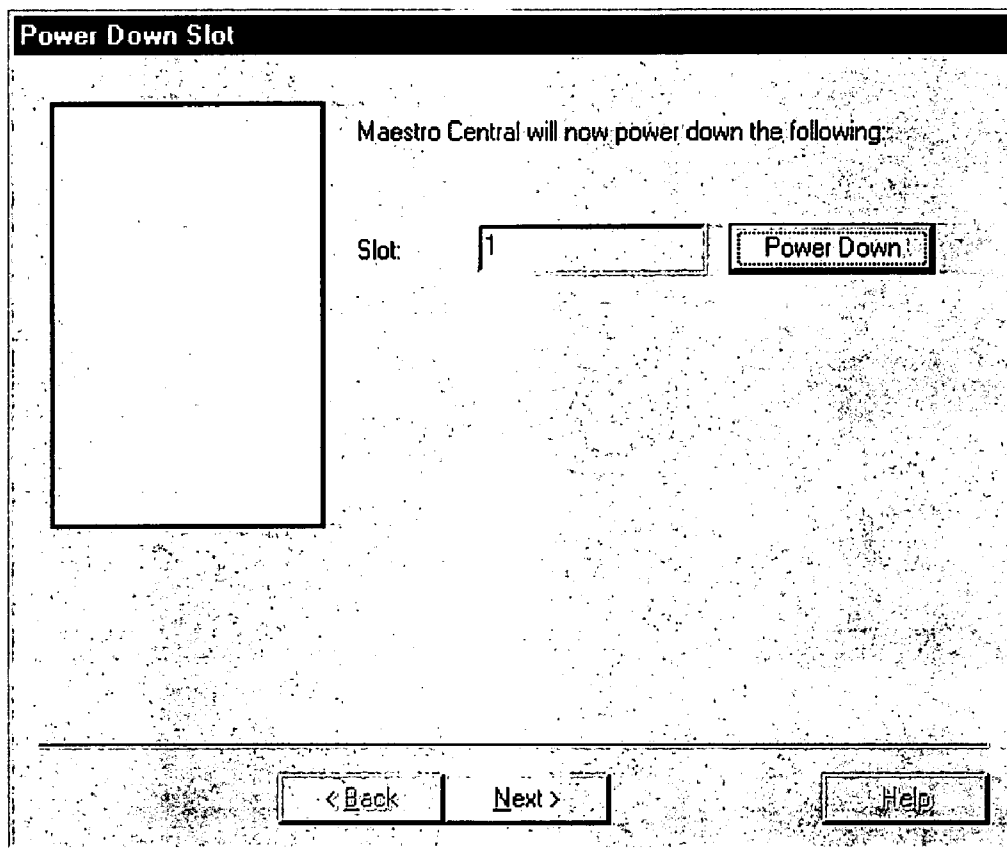 Power Down Slot
Maestro Central will now power down the following:
Slot: 1 Power Down
< Back Next > Help